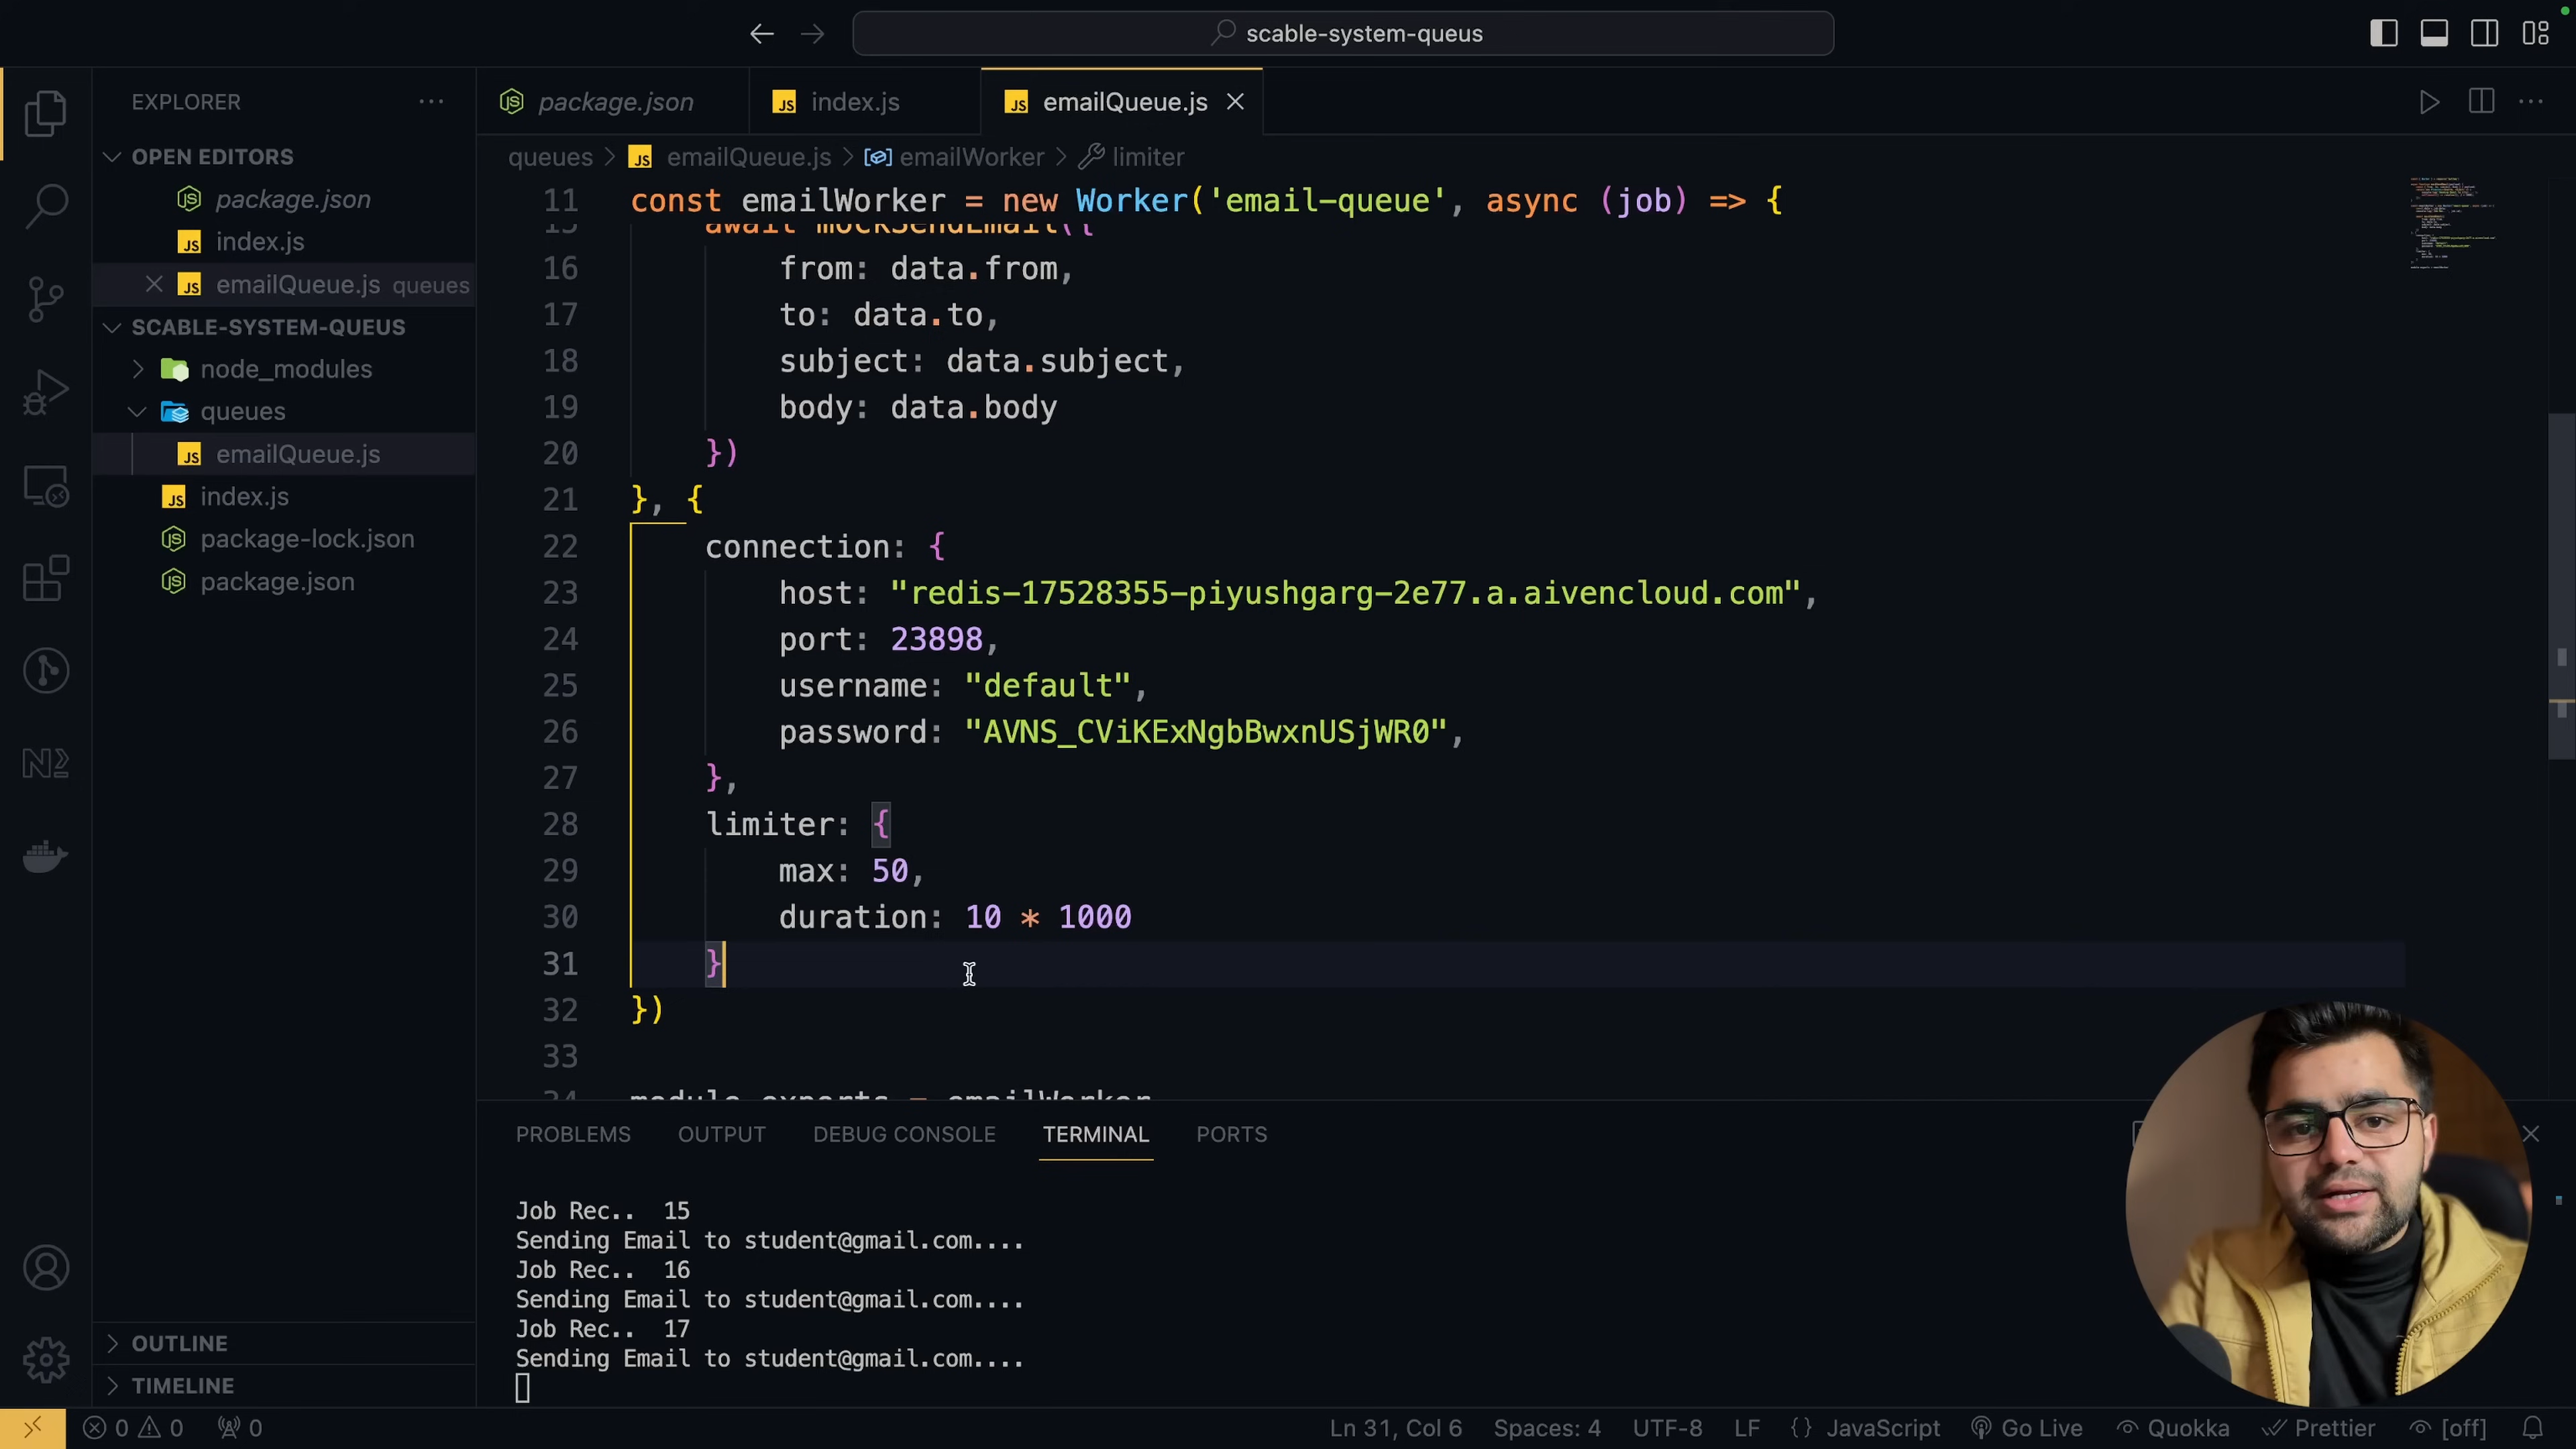 scable-system-queus
EXPLORER
package.json
index.js
emailQueue.js
OPEN EDITORS
package.json
index.js
emailQueue.js queues
SCABLE-SYSTEM-QUEUS
node_modules
queues
emailQueue.js
index.js
package-lock.json
package.json
OUTLINE
TIMELINE
queues > emailQueue.js > emailWorker > limiter
11 const emailWorker = new Worker('email-queue', async (job) => {
15 await mockSendEmail({
16 from: data.from,
17 to: data.to,
18 subject: data.subject,
19 body: data.body
20 })
21 }, {
22 connection: {
23 host: "redis-17528355-piyushgarg-2e77.a.aivencloud.com",
24 port: 23898,
25 username: "default",
26 password: "AVNS_CViKExNgbBwxnUSjWR0",
27 },
28 limiter: {
29 max: 50,
30 duration: 10 * 1000
31 }
32 })
33
34 module.exports = emailWorker
PROBLEMS OUTPUT DEBUG CONSOLE TERMINAL PORTS
Job Rec.. 15
Sending Email to student@gmail.com....
Job Rec.. 16
Sending Email to student@gmail.com....
Job Rec.. 17
Sending Email to student@gmail.com....
0 0 0 Ln 31, Col 6 Spaces: 4 UTF-8 LF {} JavaScript Go Live Quokka Prettier [off]